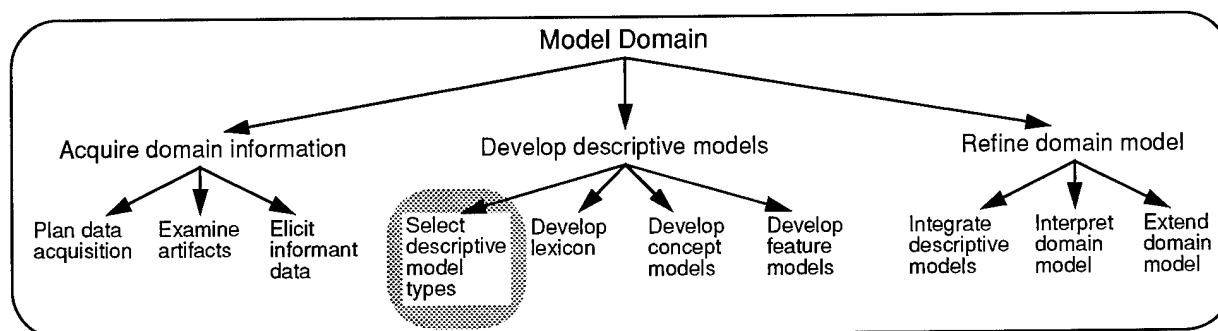 Model Domain
Acquire domain information
Develop descriptive models
Refine domain model
Plan data
acquisition
Examine
artifacts
Elicit
informant
data
Select
descriptive
model
types
Develop
lexicon
Develop
concept
models
Develop
feature
models
Integrate
descriptive
models
Interpret
domain
model
Extend
domain
model